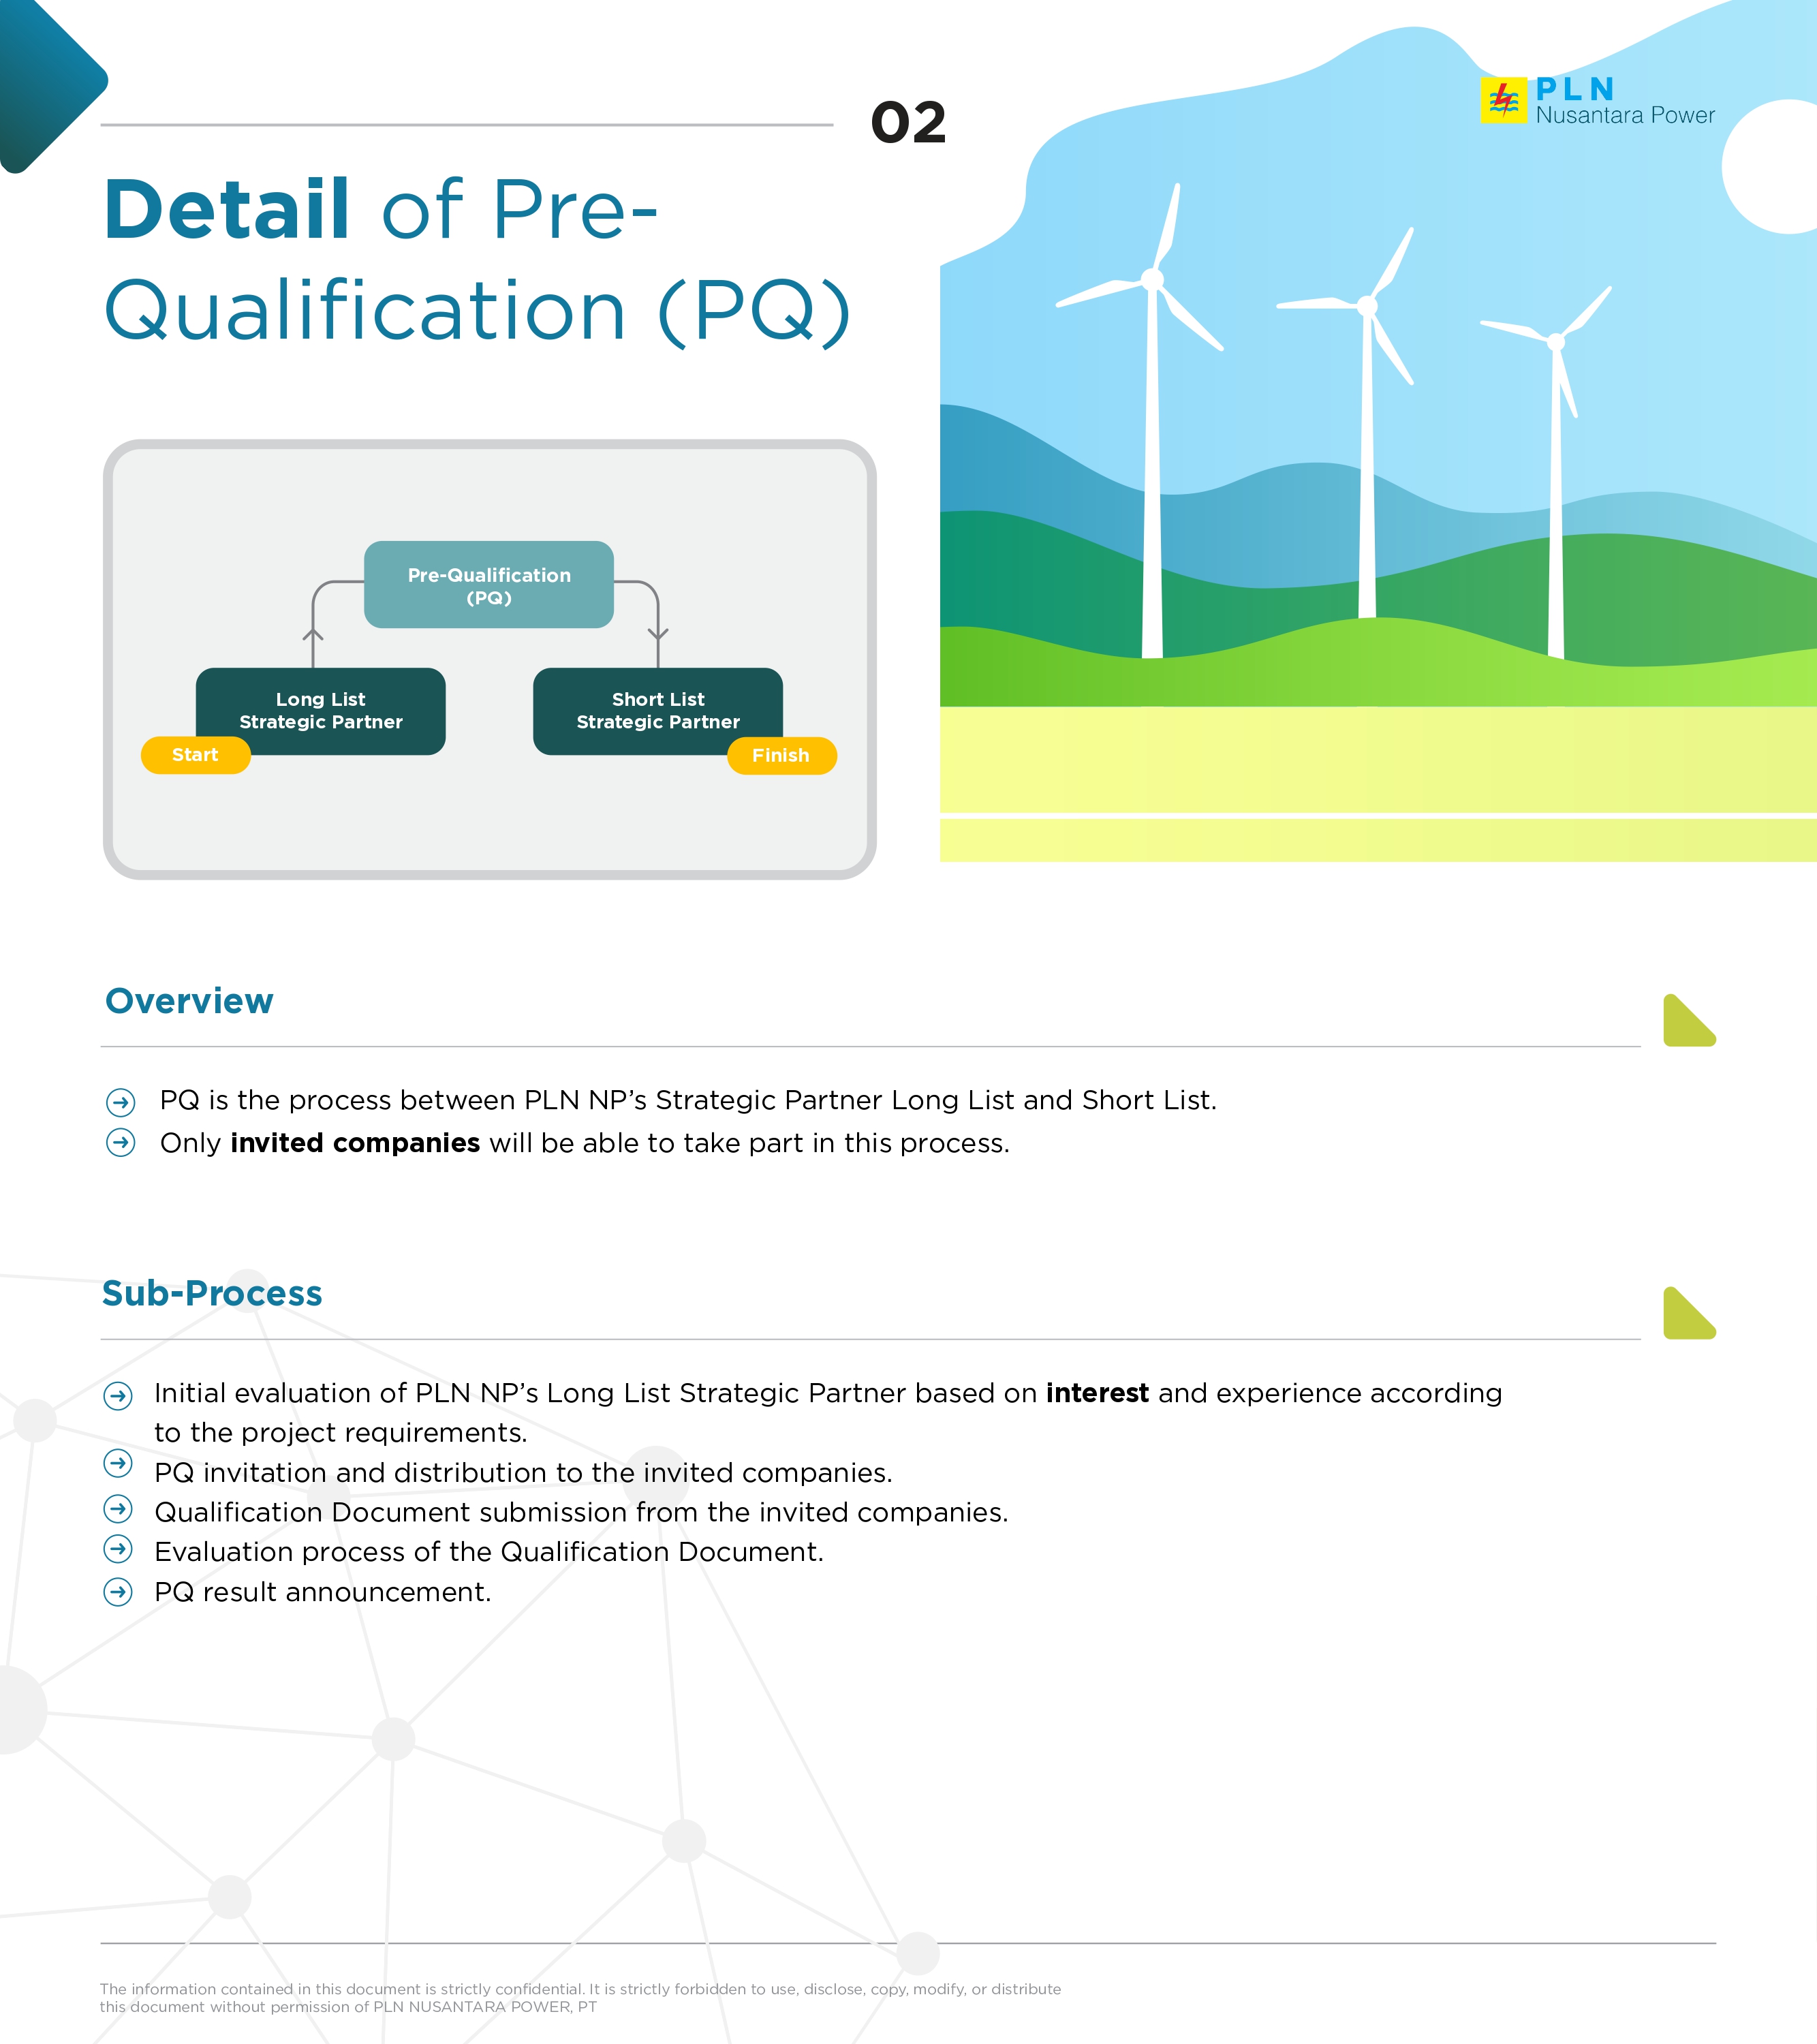 02
PLN
Nusantara Power
Detail of Pre-
Qualification (PQ)
Pre-Qualification
(PQ)
Long List
Strategic Partner
Short List
Strategic Partner
Start
Finish
Overview
PQ is the process between PLN NP’s Strategic Partner Long List and Short List.
Only invited companies will be able to take part in this process.
Sub-Process
Initial evaluation of PLN NP’s Long List Strategic Partner based on interest and experience according
to the project requirements.
PQ invitation and distribution to the invited companies.
Qualification Document submission from the invited companies.
Evaluation process of the Qualification Document.
PQ result announcement.
The information contained in this document is strictly confidential. It is strictly forbidden to use, disclose, copy, modify, or distribute
this document without permission of PLN NUSANTARA POWER, PT